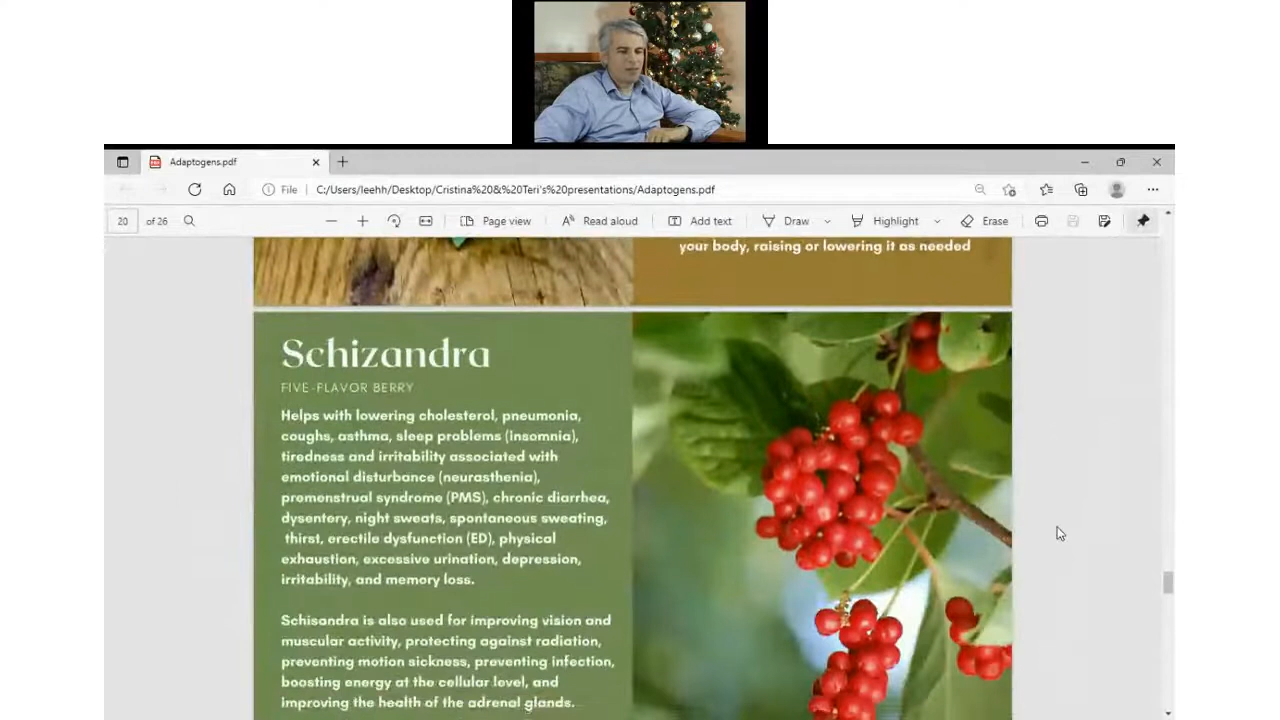 Adaptogens.pdf
File
C:/Users/leehh/Desktop/Cristina%20&%20Teri's%20presentations/Adaptogens.pdf
20 of 26
Page view
Read aloud
Add text
Draw
Highlight
Erase
your body, raising or lowering it as needed
Schizandra
FIVE-FLAVOR BERRY
Helps with lowering cholesterol, pneumonia,
coughs, asthma, sleep problems (insomnia),
tiredness and irritability associated with
emotional disturbance (neurasthenia),
premenstrual syndrome (PMS), chronic diarrhea,
dysentery, night sweats, spontaneous sweating,
thirst, erectile dysfunction (ED), physical
exhaustion, excessive urination, depression,
irritability, and memory loss.
Schisandra is also used for improving vision and
muscular activity, protecting against radiation,
preventing motion sickness, preventing infection,
boosting energy at the cellular level, and
improving the health of the adrenal glands.